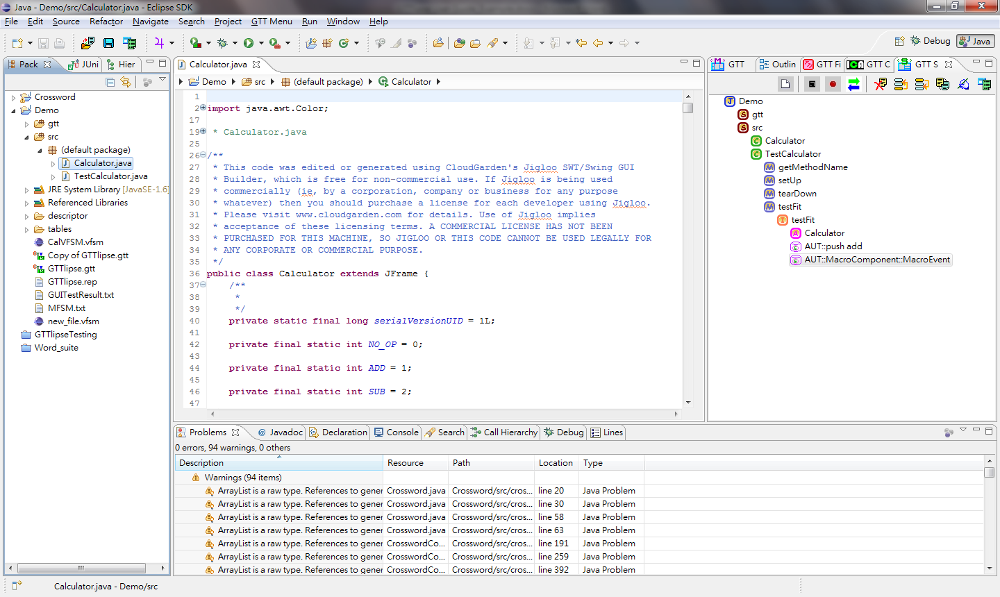 Java - Demo/src/Calculator.java - Eclipse SDK
File Edit Source Refactor Navigate Search Project GTT Menu Run Window Help
Debug Java
Pack JUni Hier
Crossword
Demo
gtt
src
(default package)
Calculator.java
TestCalculator.java
JRE System Library [JavaSE-1.6]
Referenced Libraries
descriptor
tables
CalVFSM.vfsm
Copy of GTTlipse.gtt
GTTlipse.gtt
GTTlipse.rep
GUITestResult.txt
MFSM.txt
new_file.vfsm
GTTlipseTesting
Word_suite
Calculator.java
Demo src (default package) Calculator
1
2 import java.awt.Color;
17
19 * Calculator.java
25
26 /**
27 * This code was edited or generated using CloudGarden's Jigloo SWT/Swing GUI
28 * Builder, which is free for non-commercial use. If Jigloo is being used
29 * commercially (ie, by a corporation, company or business for any purpose
30 * whatever) then you should purchase a license for each developer using Jigloo.
31 * Please visit www.cloudgarden.com for details. Use of Jigloo implies
32 * acceptance of these licensing terms. A COMMERCIAL LICENSE HAS NOT BEEN
33 * PURCHASED FOR THIS MACHINE, SO JIGLOO OR THIS CODE CANNOT BE USED LEGALLY FOR
34 * ANY CORPORATE OR COMMERCIAL PURPOSE.
35 */
36 public class Calculator extends JFrame {
37 /**
38 *
39 */
40 private static final long serialVersionUID = 1L;
41
42 private final static int NO_OP = 0;
43
44 private final static int ADD = 1;
45
46 private final static int SUB = 2;
47
GTT Outlin GTT Fi GTT C GTT S
Demo
gtt
src
Calculator
TestCalculator
getMethodName
setUp
tearDown
testFit
testFit
Calculator
AUT::push add
AUT::MacroComponent::MacroEvent
Problems @ Javadoc Declaration Console Search Call Hierarchy Debug Lines
0 errors, 94 warnings, 0 others
Description Resource Path Location Type
Warnings (94 items)
ArrayList is a raw type. References to gener Crossword.java Crossword/src/cros... line 20 Java Problem
ArrayList is a raw type. References to gener Crossword.java Crossword/src/cros... line 30 Java Problem
ArrayList is a raw type. References to gener Crossword.java Crossword/src/cros... line 58 Java Problem
ArrayList is a raw type. References to gener Crossword.java Crossword/src/cros... line 63 Java Problem
ArrayList is a raw type. References to gener CrosswordCo... Crossword/src/cros... line 191 Java Problem
ArrayList is a raw type. References to gener CrosswordCo... Crossword/src/cros... line 259 Java Problem
ArrayList is a raw type. References to gener CrosswordCo... Crossword/src/cros... line 392 Java Problem
Calculator.java - Demo/src